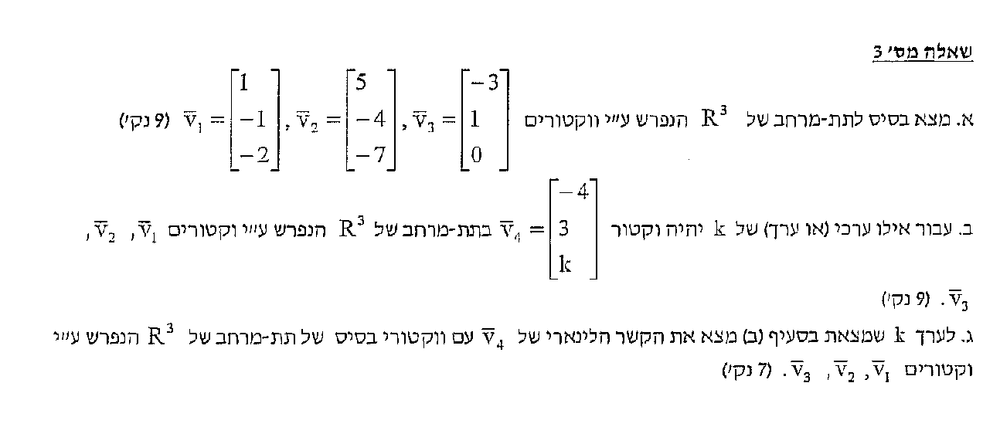 שאלה מס' 3
א. מצא בסיס לתת-מרחב של R³ הנפרש ע"י ווקטורים v̅₁ = [1, -1, -2], v̅₂ = [5, -4, -7], v̅₃ = [-3, 1, 0] (9 נק')
ב. עבור אילו ערכי (או ערך) של k יהיה וקטור v̅₄ = [-4, 3, k] בתת-מרחב של R³ הנפרש ע"י וקטורים v̅₁, v̅₂,
v̅₃. (9 נק')
ג. לערך k שמצאת בסעיף (ב) מצא את הקשר הלינארי של v̅₄ עם ווקטורי בסיס של תת-מרחב של R³ הנפרש ע"י
וקטורים v̅₁, v̅₂, v̅₃. (7 נק')